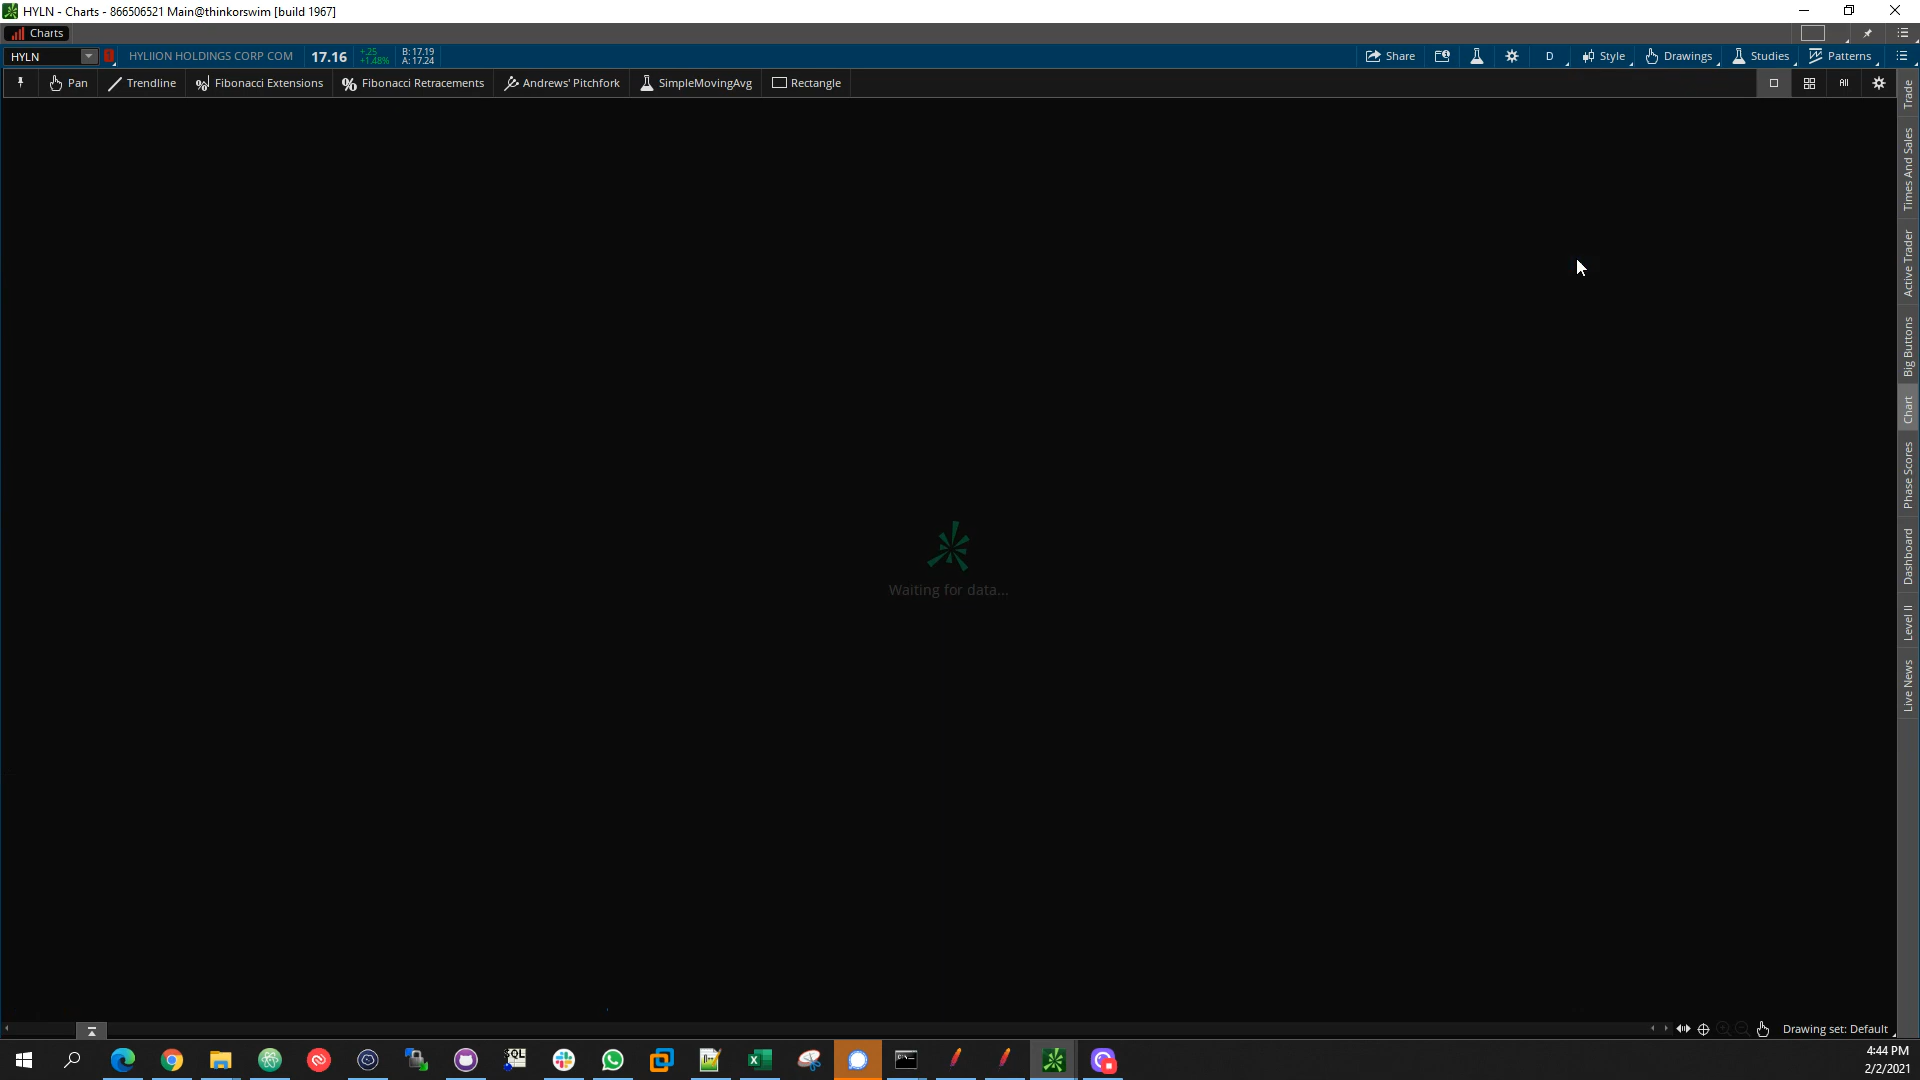 HYLN - Charts - 866506521 Main@thinkorswim [build 1967]
Charts
HYLN
1
HYLIION HOLDINGS CORP COM
17.16
+.25
+1.48%
B: 17.19
A: 17.24
Share
D
Style
Drawings
Studies
Patterns
Pan
Trendline
Fibonacci Extensions
Fibonacci Retracements
Andrews' Pitchfork
SimpleMovingAvg
Rectangle
All
Trade
Times And Sales
Active Trader
Big Buttons
Chart
Phase Scores
Dashboard
Level II
Live News
Waiting for data...
Drawing set: Default
SQL
4:44 PM
2/2/2021